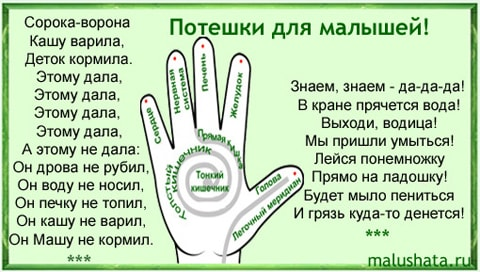 Потешки для малышей!
Сорока-ворона
Кашу варила,
Деток кормила.
Этому дала,
Этому дала,
Этому дала,
Этому дала,
А этому не дала:
Он дрова не рубил,
Он воду не носил,
Он печку не топил,
Он кашу не варил,
Он Машу не кормил.
***
Сердце
Нервная система
Печень
Желудок
Прямая кишка
Толстый кишечник
Тонкий
кишечник
Голова
Легочный меридиан
Знаем, знаем - да-да-да!
В кране прячется вода!
Выходи, водица!
Мы пришли умыться!
Лейся понемножку
Прямо на ладошку!
Будет мыло пениться
И грязь куда-то денется!
***
malushata.ru